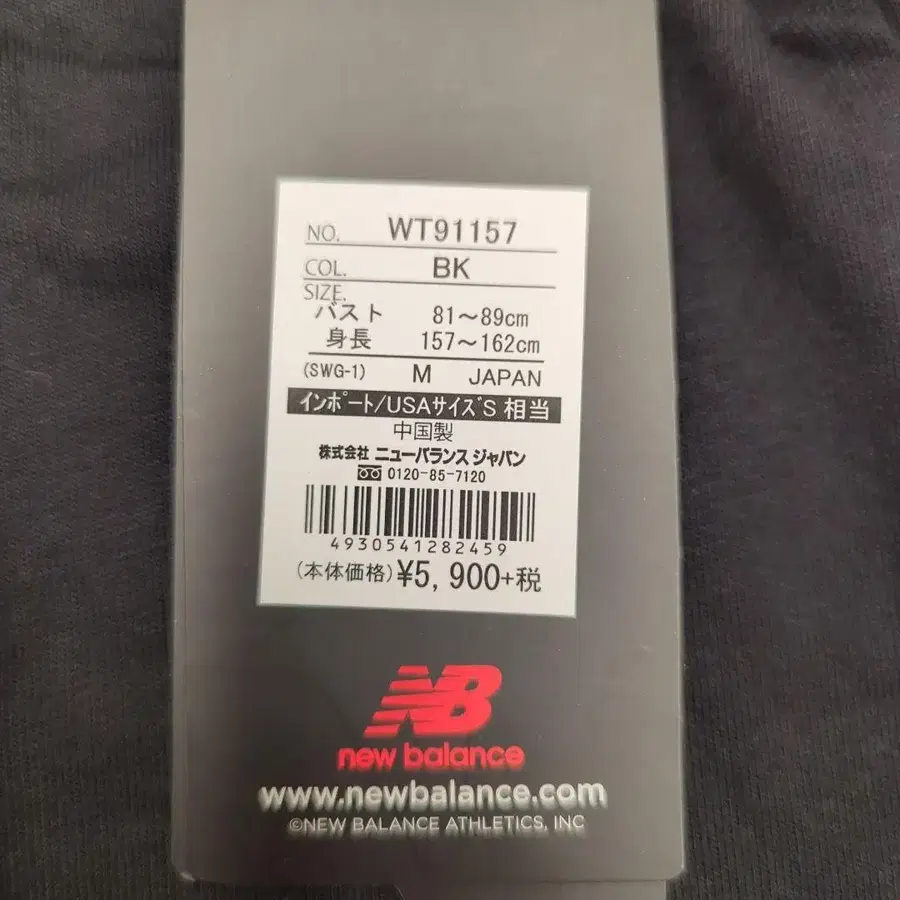 NO. WT91157
COL. BK
SIZE.
バスト 81〜89cm
身長 157〜162cm
(SWG-1) M JAPAN
インポート/USAサイズS 相当
中国製
株式会社 ニューバランス ジャパン
0120-85-7120
4930541282459
(本体価格)¥5,900+税
NB
new balance
www.newbalance.com
©NEW BALANCE ATHLETICS, INC